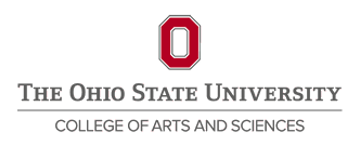 O
THE OHIO STATE UNIVERSITY
COLLEGE OF ARTS AND SCIENCES